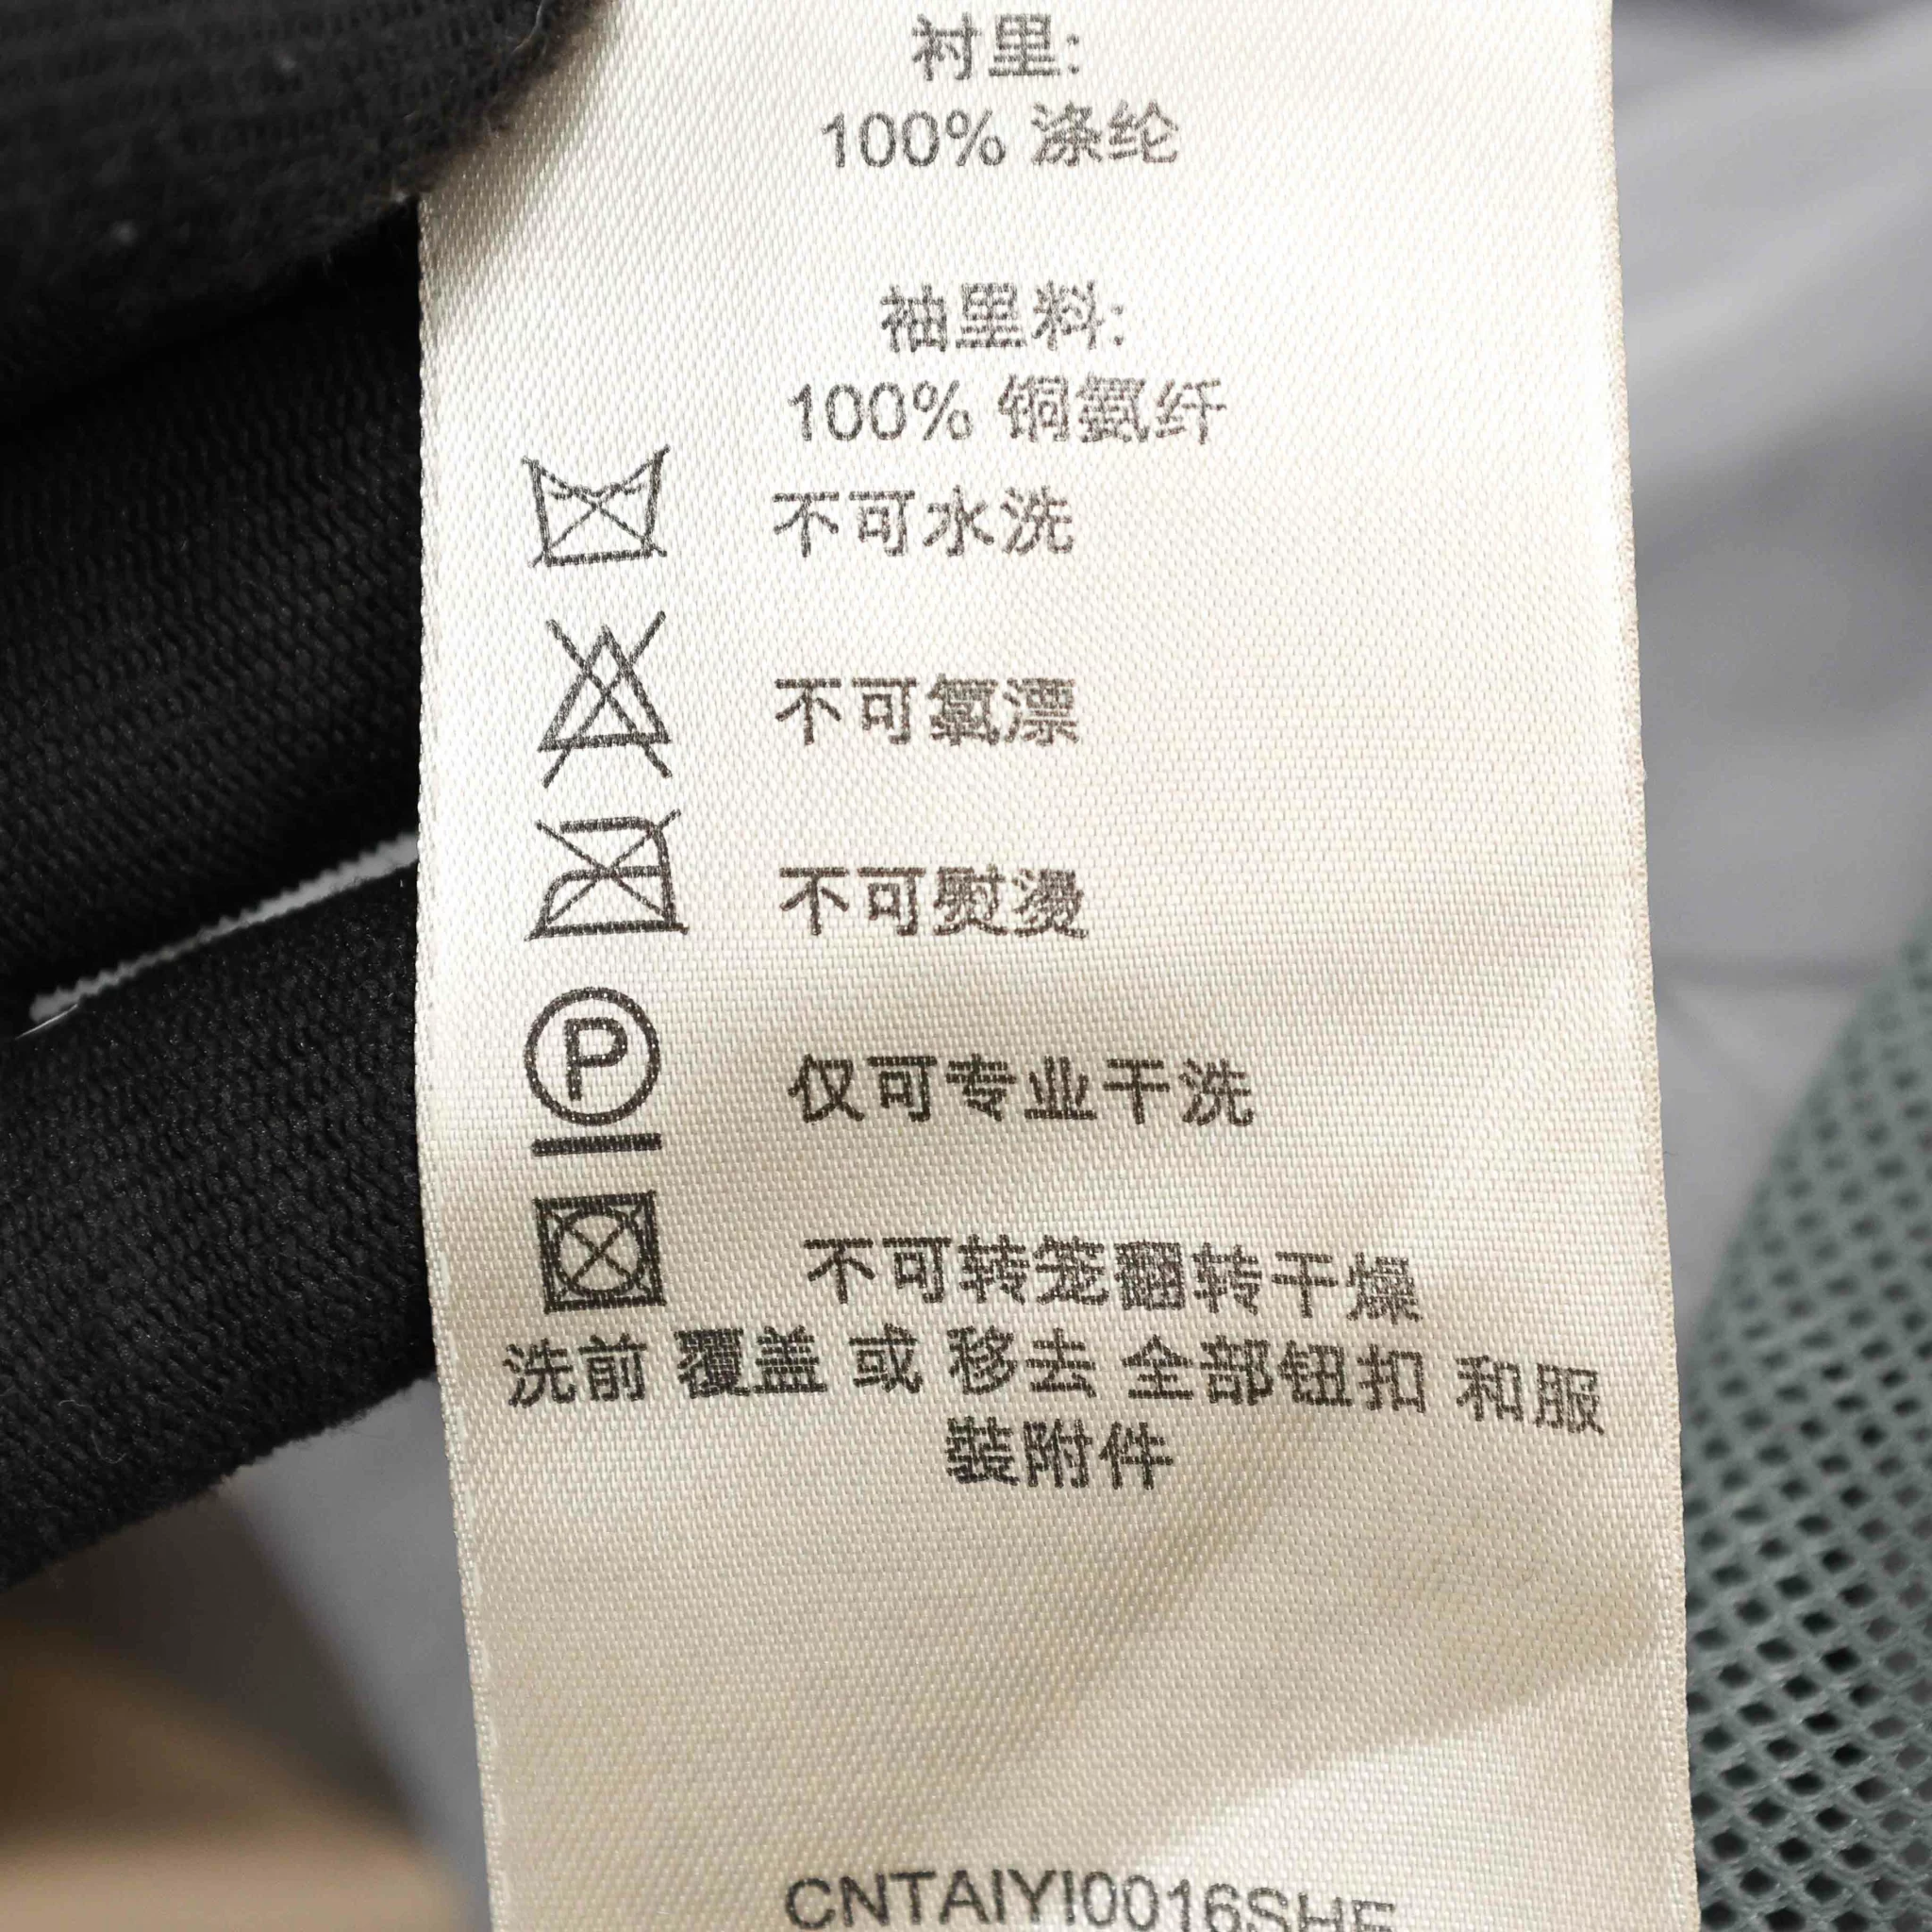 衬里:
100% 涤纶
袖里料:
100% 铜氨纤
不可水洗
不可氯漂
不可熨烫
P
仅可专业干洗
不可转笼翻转干燥
洗前 覆盖 或 移去 全部钮扣 和服
装附件
CNTAIYI0016SHE